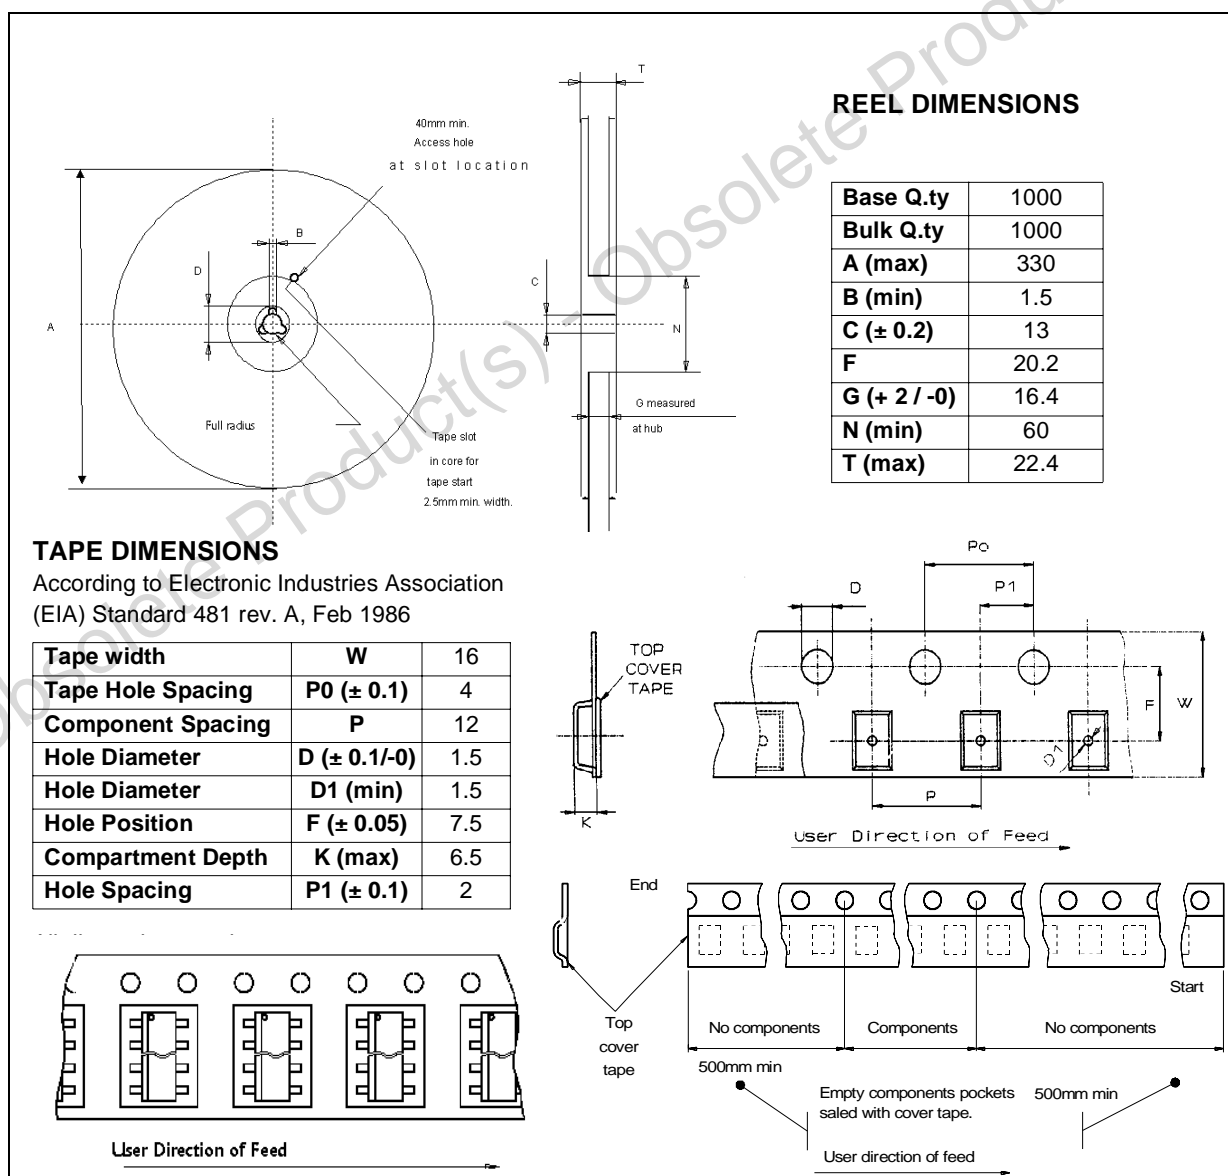 Obsolete Product(s) - Obsolete Produ
T
REEL DIMENSIONS
40mm min.
Access hole
at slot location
B
D
C
A
N
Full radius
G measured
at hub
Tape slot
in core for
tape start
2.5mm min. width.
Base Q.ty 1000
Bulk Q.ty 1000
A (max) 330
B (min) 1.5
C (± 0.2) 13
F 20.2
G (+ 2 / -0) 16.4
N (min) 60
T (max) 22.4
TAPE DIMENSIONS
According to Electronic Industries Association
(EIA) Standard 481 rev. A, Feb 1986
Tape width W 16
Tape Hole Spacing P0 (± 0.1) 4
Component Spacing P 12
Hole Diameter D (± 0.1/-0) 1.5
Hole Diameter D1 (min) 1.5
Hole Position F (± 0.05) 7.5
Compartment Depth K (max) 6.5
Hole Spacing P1 (± 0.1) 2
Po
D
P1
TOP
COVER
TAPE
F
W
D1
P
K
User Direction of Feed
End
Start
Top
cover
tape
No components
Components
No components
500mm min
500mm min
Empty components pockets
saled with cover tape.
User direction of feed
User Direction of Feed